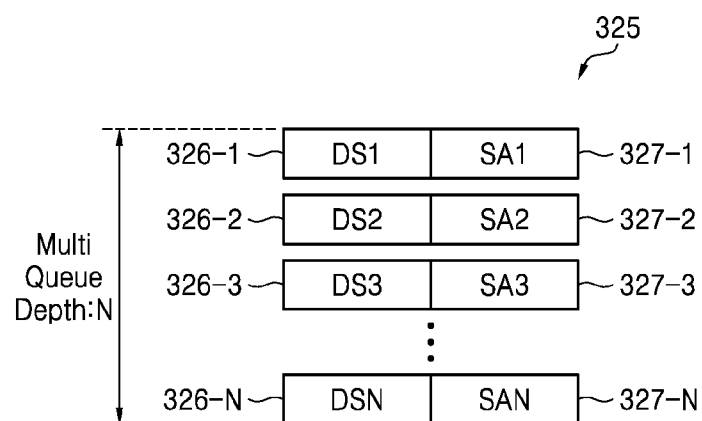 325
326-1 DS1 SA1 327-1
326-2 DS2 SA2 327-2
Multi
Queue
Depth:N
326-3 DS3 SA3 327-3
326-N DSN SAN 327-N